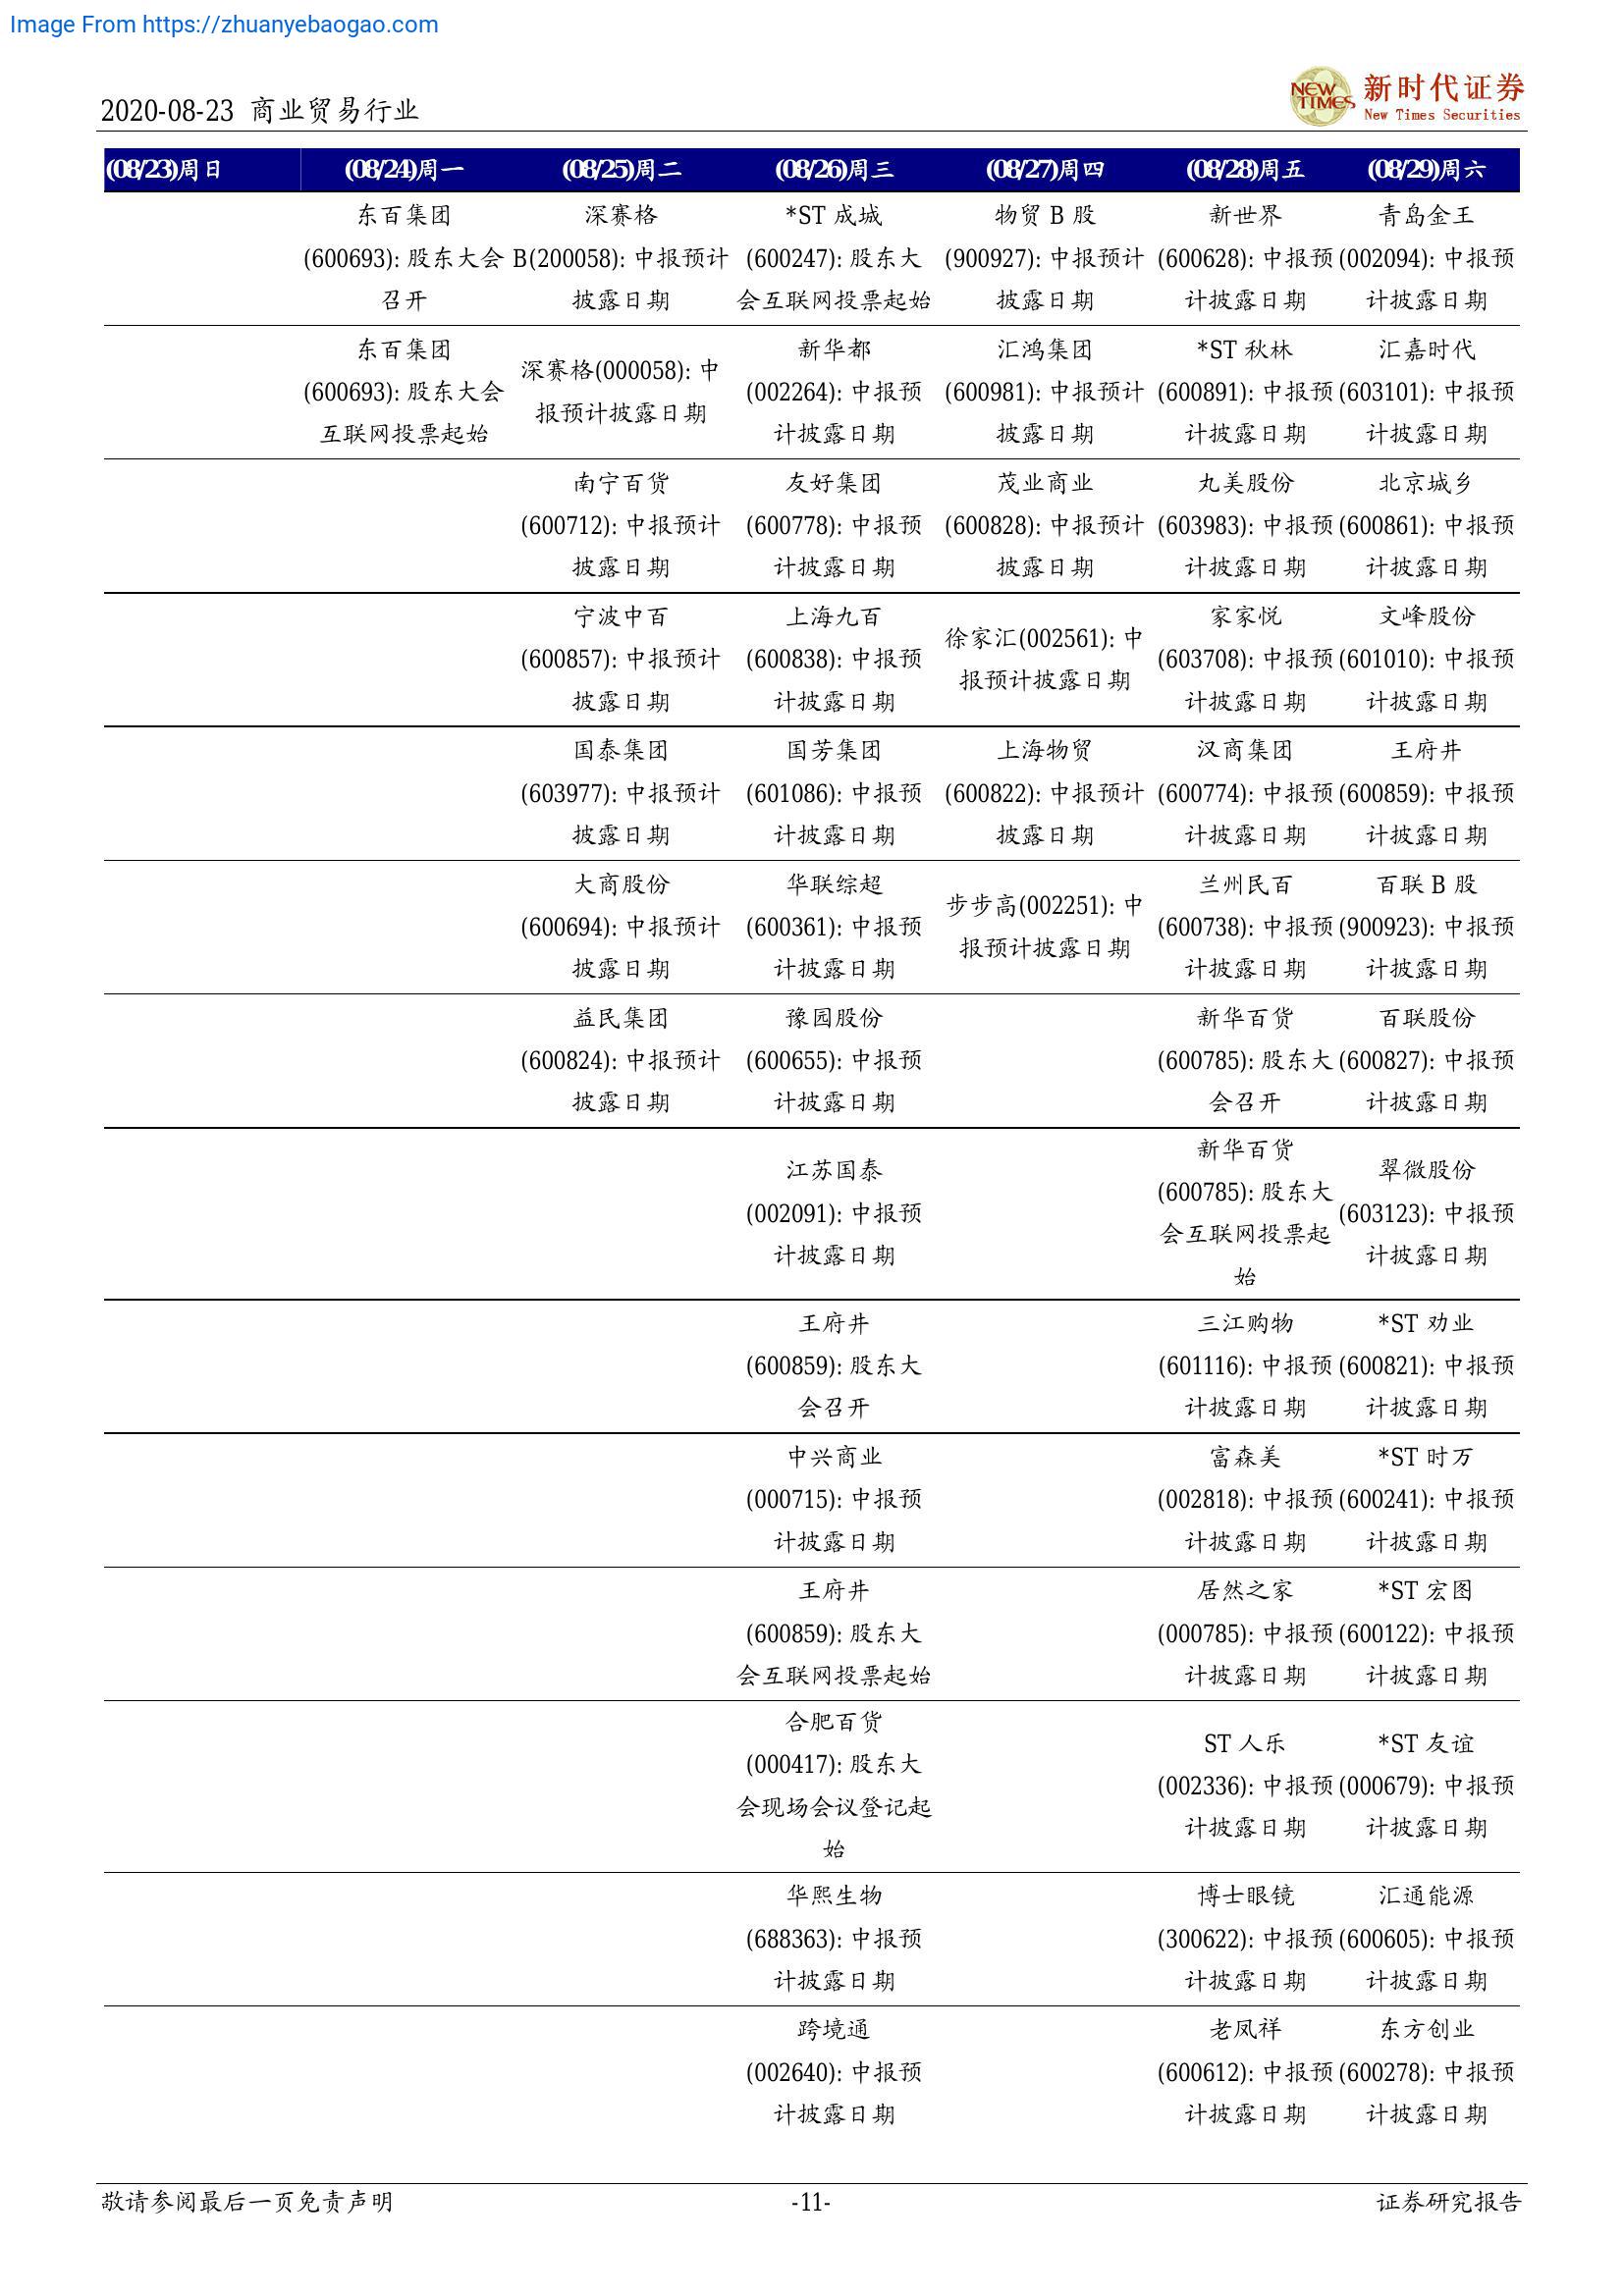 Image From https://zhuanyebaogao.com
2020-08-23 商业贸易行业
NEW TIMES
新时代证券
New Times Securities
(08/23)周日 (08/24)周一 (08/25)周二 (08/26)周三 (08/27)周四 (08/28)周五 (08/29)周六
东百集团 深赛格 *ST 成城 物贸 B 股 新世界 青岛金王
(600693): 股东大会 B(200058): 中报预计 (600247): 股东大 (900927): 中报预计 (600628): 中报预 (002094): 中报预
召开 披露日期 会互联网投票起始 披露日期 计披露日期 计披露日期
东百集团 新华都 汇鸿集团 *ST 秋林 汇嘉时代
深赛格(000058): 中
(600693): 股东大会 (002264): 中报预 (600981): 中报预计 (600891): 中报预 (603101): 中报预
报预计披露日期
互联网投票起始 计披露日期 披露日期 计披露日期 计披露日期
南宁百货 友好集团 茂业商业 丸美股份 北京城乡
(600712): 中报预计 (600778): 中报预 (600828): 中报预计 (603983): 中报预 (600861): 中报预
披露日期 计披露日期 披露日期 计披露日期 计披露日期
宁波中百 上海九百 家家悦 文峰股份
徐家汇(002561): 中
(600857): 中报预计 (600838): 中报预 (603708): 中报预 (601010): 中报预
报预计披露日期
披露日期 计披露日期 计披露日期 计披露日期
国泰集团 国芳集团 上海物贸 汉商集团 王府井
(603977): 中报预计 (601086): 中报预 (600822): 中报预计 (600774): 中报预 (600859): 中报预
披露日期 计披露日期 披露日期 计披露日期 计披露日期
大商股份 华联综超 兰州民百 百联 B 股
步步高(002251): 中
(600694): 中报预计 (600361): 中报预 (600738): 中报预 (900923): 中报预
报预计披露日期
披露日期 计披露日期 计披露日期 计披露日期
益民集团 豫园股份 新华百货 百联股份
(600824): 中报预计 (600655): 中报预 (600785): 股东大 (600827): 中报预
披露日期 计披露日期 会召开 计披露日期
新华百货
江苏国泰 翠微股份
(600785): 股东大
(002091): 中报预 (603123): 中报预
会互联网投票起
计披露日期 计披露日期
始
王府井 三江购物 *ST 劝业
(600859): 股东大 (601116): 中报预 (600821): 中报预
会召开 计披露日期 计披露日期
中兴商业 富森美 *ST 时万
(000715): 中报预 (002818): 中报预 (600241): 中报预
计披露日期 计披露日期 计披露日期
王府井 居然之家 *ST 宏图
(600859): 股东大 (000785): 中报预 (600122): 中报预
会互联网投票起始 计披露日期 计披露日期
合肥百货
ST 人乐 *ST 友谊
(000417): 股东大
(002336): 中报预 (000679): 中报预
会现场会议登记起
计披露日期 计披露日期
始
华熙生物 博士眼镜 汇通能源
(688363): 中报预 (300622): 中报预 (600605): 中报预
计披露日期 计披露日期 计披露日期
跨境通 老凤祥 东方创业
(002640): 中报预 (600612): 中报预 (600278): 中报预
计披露日期 计披露日期 计披露日期
敬请参阅最后一页免责声明 -11- 证券研究报告